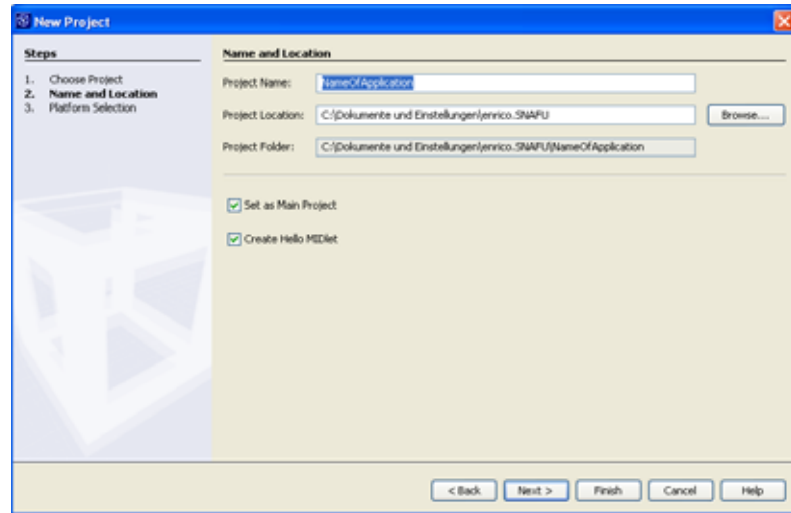 New Project
Steps
1. Choose Project
2. Name and Location
3. Platform Selection
Name and Location
Project Name: NameOfApplication
Project Location: C:\Dokumente und Einstellungen\enrico.SNAFU Browse...
Project Folder: C:\Dokumente und Einstellungen\enrico.SNAFU\NameOfApplication
Set as Main Project
Create Hello MIDlet
< Back Next > Finish Cancel Help